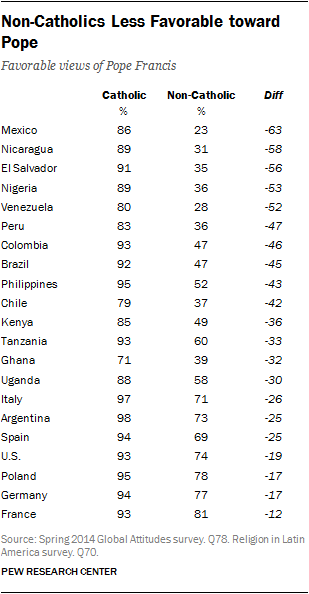 Non-Catholics Less Favorable toward
Pope
Favorable views of Pope Francis
Catholic Non-Catholic Diff
% %
Mexico 86 23 -63
Nicaragua 89 31 -58
El Salvador 91 35 -56
Nigeria 89 36 -53
Venezuela 80 28 -52
Peru 83 36 -47
Colombia 93 47 -46
Brazil 92 47 -45
Philippines 95 52 -43
Chile 79 37 -42
Kenya 85 49 -36
Tanzania 93 60 -33
Ghana 71 39 -32
Uganda 88 58 -30
Italy 97 71 -26
Argentina 98 73 -25
Spain 94 69 -25
U.S. 93 74 -19
Poland 95 78 -17
Germany 94 77 -17
France 93 81 -12
Source: Spring 2014 Global Attitudes survey. Q78. Religion in Latin
America survey. Q70.
PEW RESEARCH CENTER